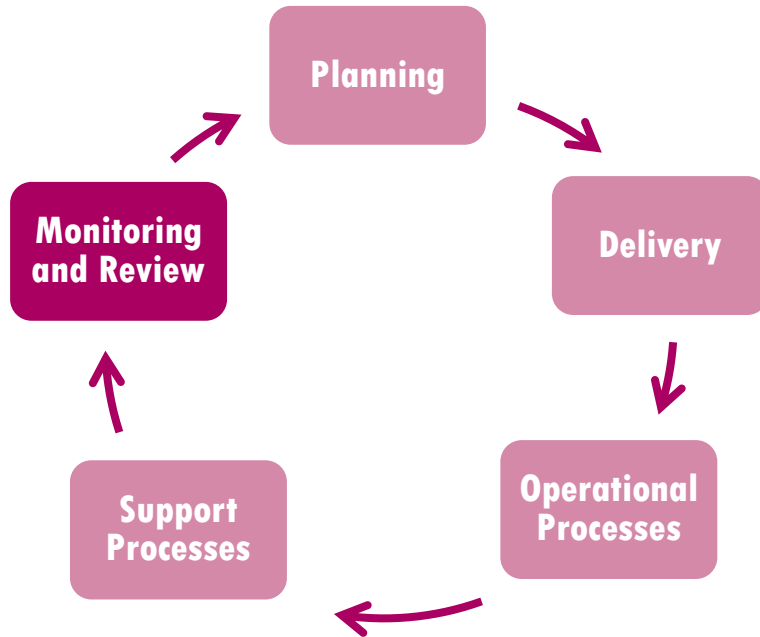 Planning
Delivery
Operational
Processes
Support
Processes
Monitoring
and Review